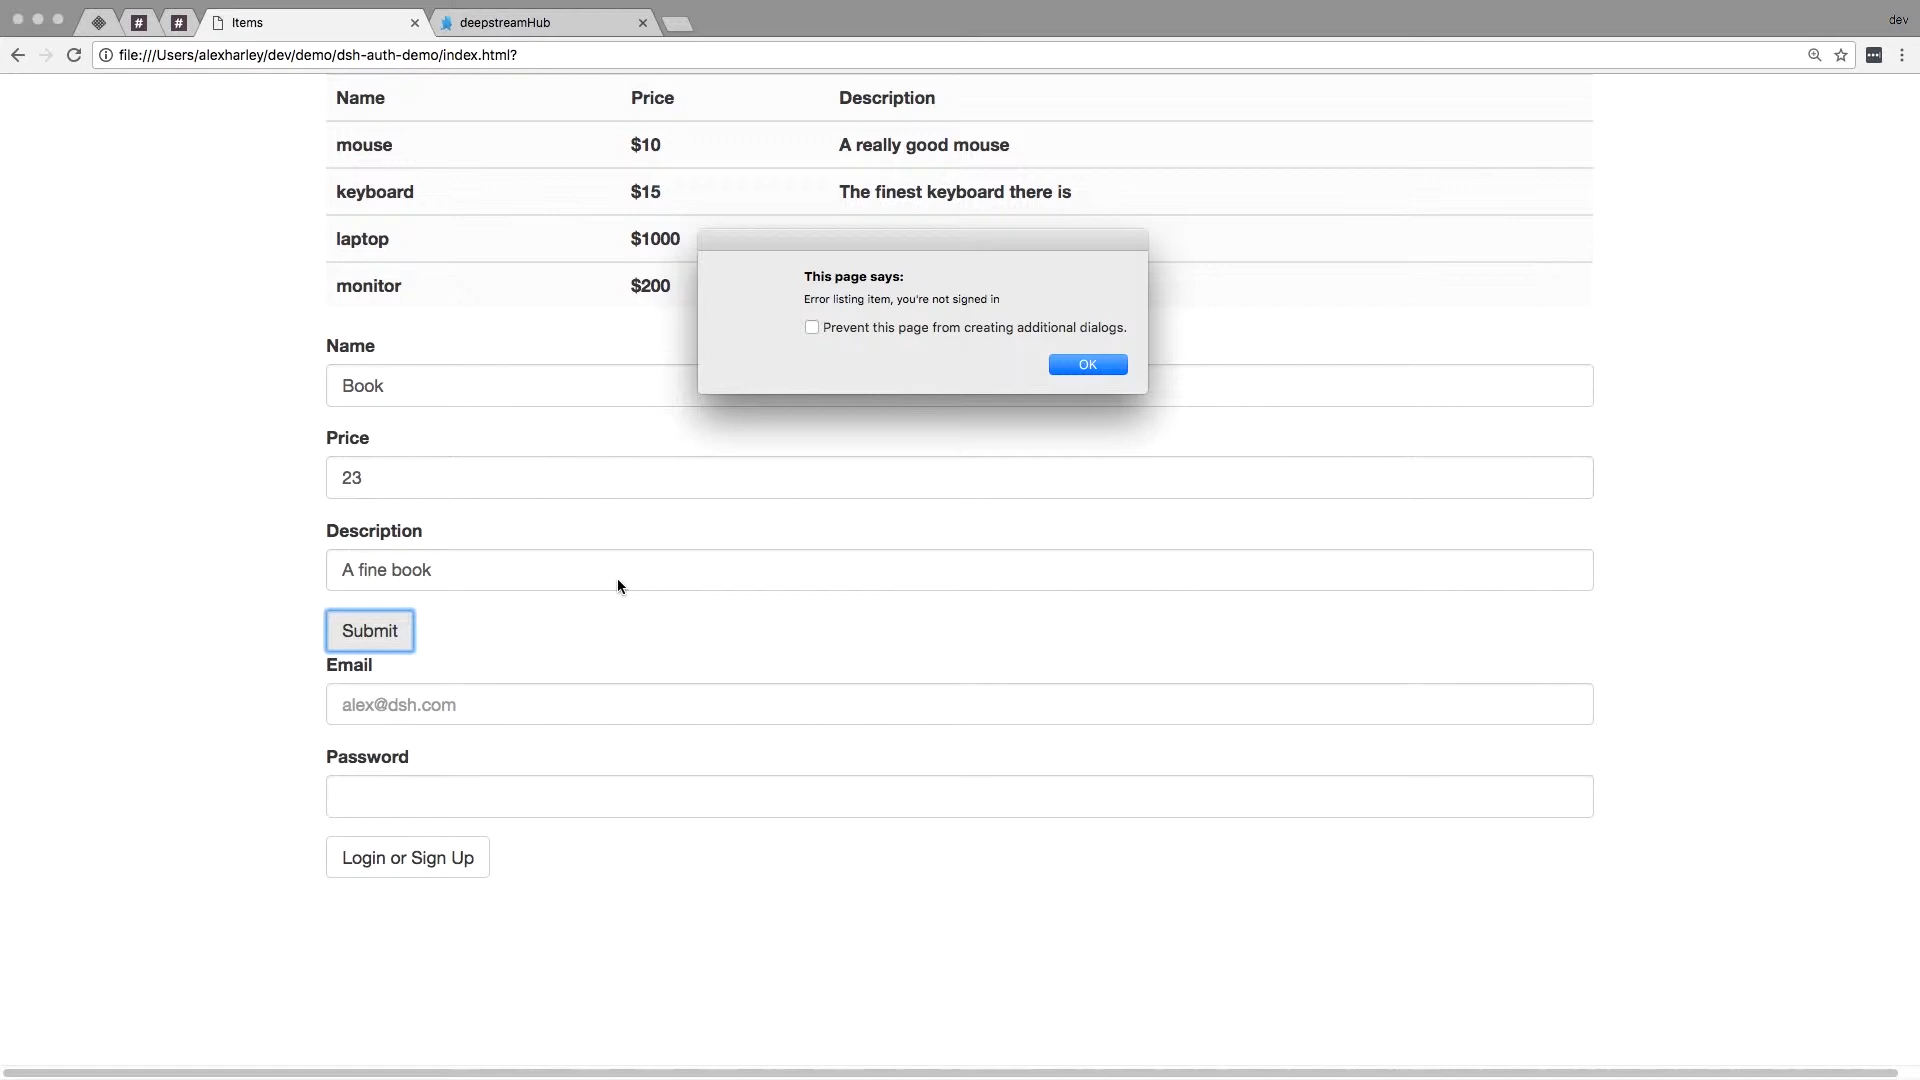 Items
deepstreamHub
dev
file:///Users/alexharley/dev/demo/dsh-auth-demo/index.html?
Name Price Description
mouse $10 A really good mouse
keyboard $15 The finest keyboard there is
laptop $1000
monitor $200
This page says:
Error listing item, you're not signed in
Prevent this page from creating additional dialogs.
OK
Name
Book
Price
23
Description
A fine book
Submit
Email
alex@dsh.com
Password
Login or Sign Up